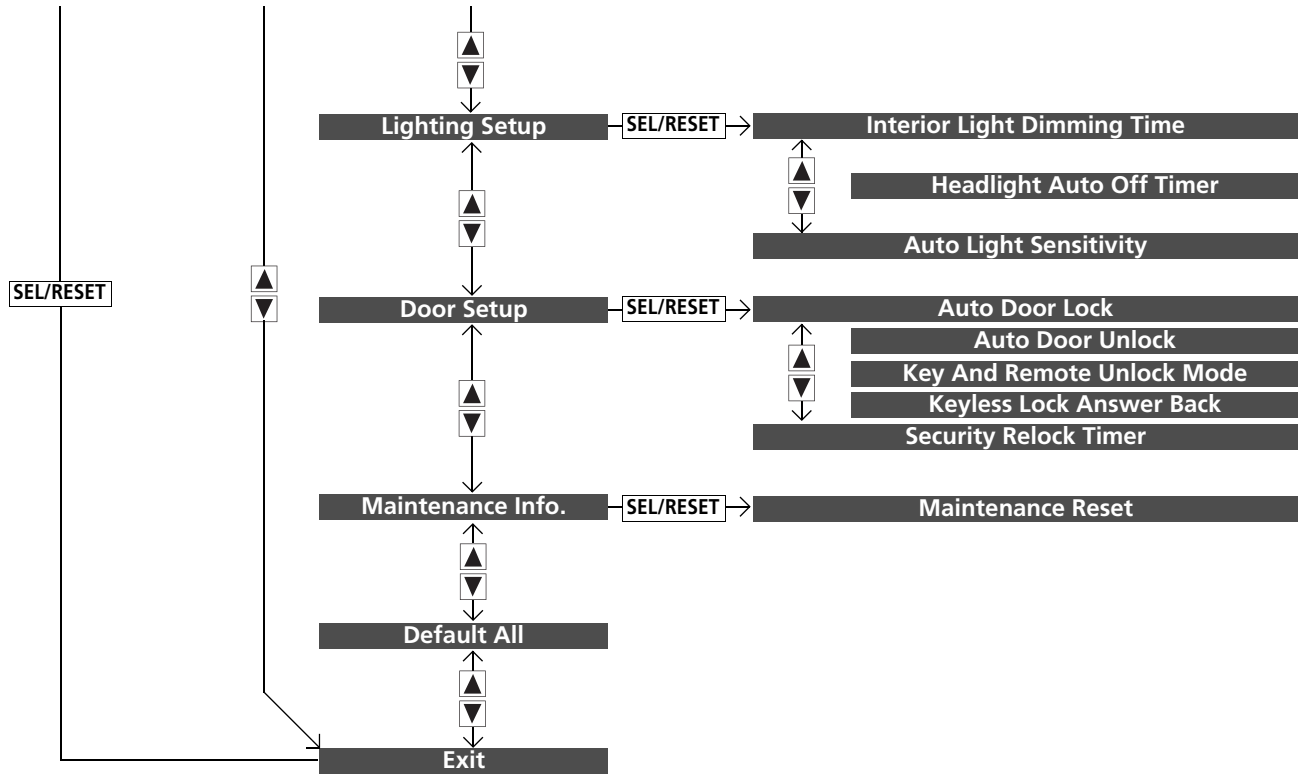 Lighting Setup SEL/RESET Interior Light Dimming Time
Headlight Auto Off Timer
Auto Light Sensitivity
SEL/RESET
Door Setup SEL/RESET Auto Door Lock
Auto Door Unlock
Key And Remote Unlock Mode
Keyless Lock Answer Back
Security Relock Timer
Maintenance Info. SEL/RESET Maintenance Reset
Default All
Exit